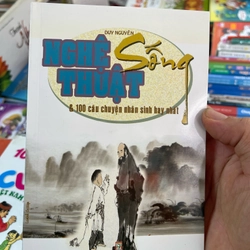 DUY NGUYÊN
NGHỆ Sống
THUẬT
& 100 câu chuyện nhân sinh hay nhất